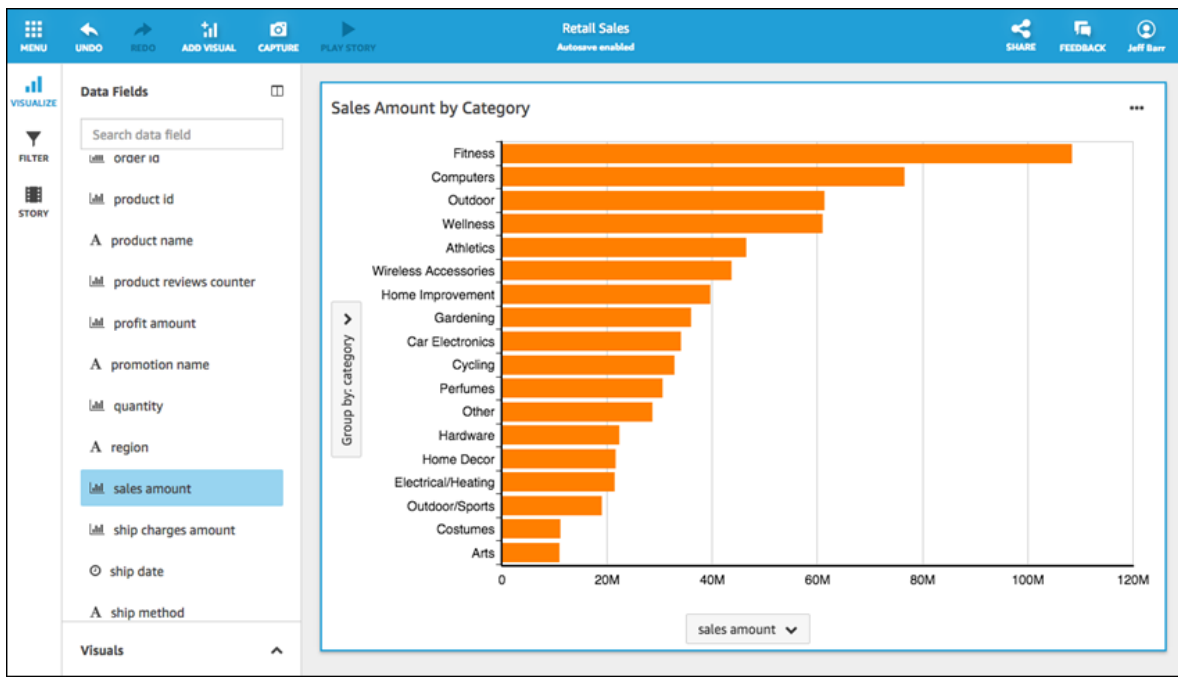 MENU
UNDO
REDO
ADD VISUAL
CAPTURE
PLAY STORY
Retail Sales
Autosave enabled
SHARE
FEEDBACK
Jeff Barr
VISUALIZE
FILTER
STORY
Data Fields
Search data field
order id
product id
A product name
product reviews counter
profit amount
A promotion name
quantity
A region
sales amount
ship charges amount
ship date
A ship method
Visuals
Sales Amount by Category
Group by: category
Fitness
Computers
Outdoor
Wellness
Athletics
Wireless Accessories
Home Improvement
Gardening
Car Electronics
Cycling
Perfumes
Other
Hardware
Home Decor
Electrical/Heating
Outdoor/Sports
Costumes
Arts
0 20M 40M 60M 80M 100M 120M
sales amount